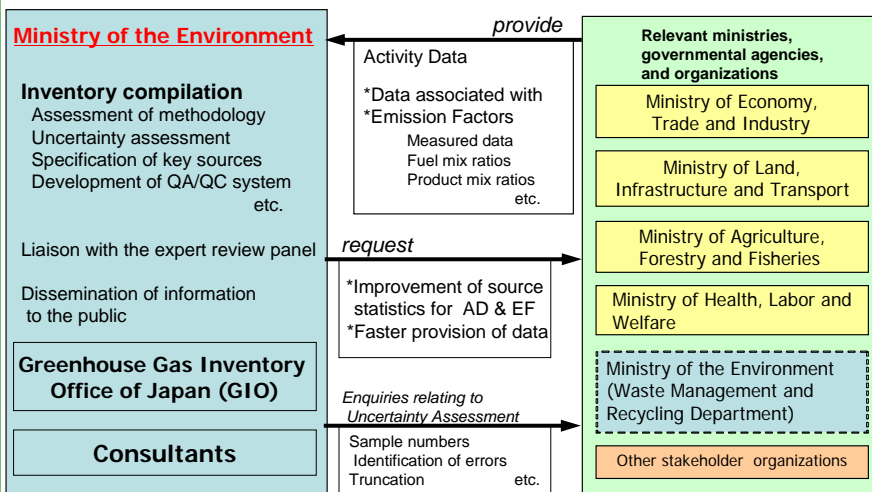 Ministry of the Environment
Inventory compilation
Assessment of methodology
Uncertainty assessment
Specification of key sources
Development of QA/QC system
etc.
Liaison with the expert review panel
Dissemination of information
to the public
Greenhouse Gas Inventory
Office of Japan (GIO)
Consultants
provide
Activity Data
*Data associated with
*Emission Factors
Measured data
Fuel mix ratios
Product mix ratios
etc.
request
*Improvement of source
statistics for AD & EF
*Faster provision of data
Enquiries relating to
Uncertainty Assessment
Sample numbers
Identification of errors
Truncation etc.
Relevant ministries,
governmental agencies,
and organizations
Ministry of Economy,
Trade and Industry
Ministry of Land,
Infrastructure and Transport
Ministry of Agriculture,
Forestry and Fisheries
Ministry of Health, Labor and
Welfare
Ministry of the Environment
(Waste Management and
Recycling Department)
Other stakeholder organizations